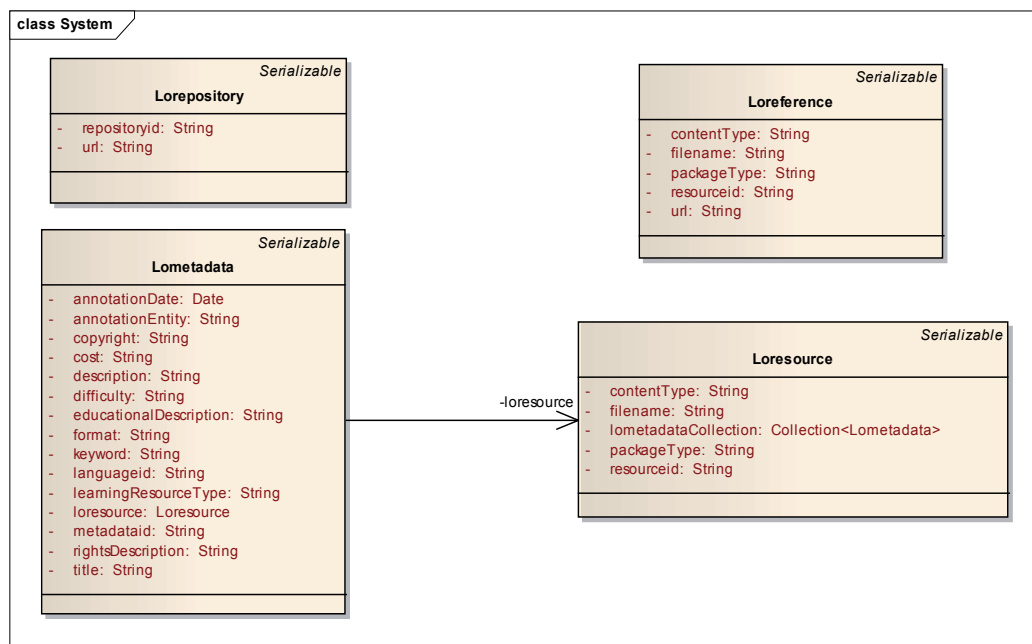 class System
Serializable
Lorepository
- repositoryid: String
- url: String
Serializable
Loreference
- contentType: String
- filename: String
- packageType: String
- resourceid: String
- url: String
Serializable
Lometadata
- annotationDate: Date
- annotationEntity: String
- copyright: String
- cost: String
- description: String
- difficulty: String
- educationalDescription: String
- format: String
- keyword: String
- languageid: String
- learningResourceType: String
- loresource: Loresource
- metadataid: String
- rightsDescription: String
- title: String
-loresource
Serializable
Loresource
- contentType: String
- filename: String
- lometadataCollection: Collection<Lometadata>
- packageType: String
- resourceid: String